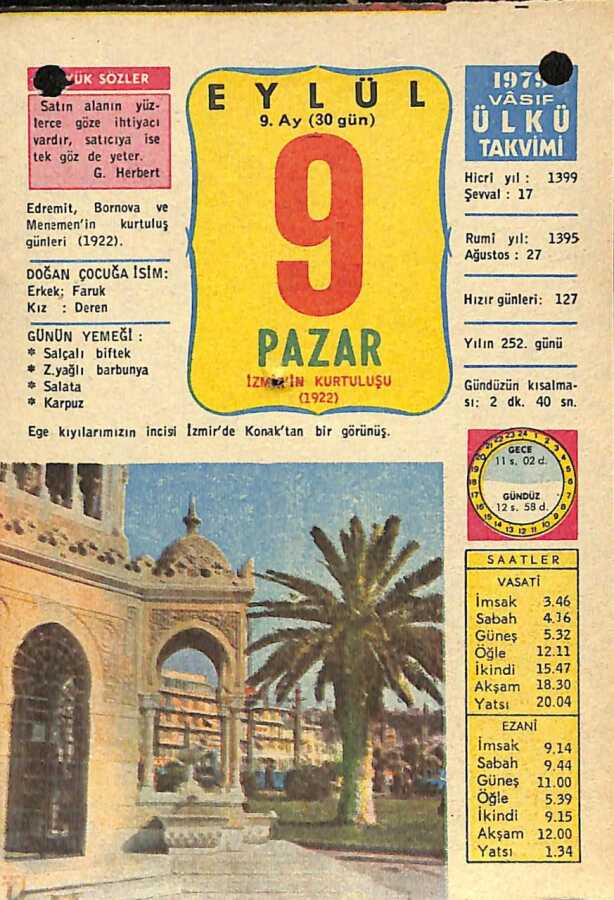 SÖZLER
Satın alanın yüz-
lerce göze ihtiyacı
vardır, satıcıya ise
tek göz de yeter.
G. Herbert
Edremit, Bornova ve
Menemen'in kurtuluş
günleri (1922).
DOĞAN ÇOCUĞA İSİM:
Erkek: Faruk
Kız : Deren
GÜNÜN YEMEĞİ :
* Salçalı biftek
* Z.yağlı barbunya
* Salata
* Karpuz
EYLÜL
9. Ay (30 gün)
9
PAZAR
İZMİR'İN KURTULUŞU
(1922)
1979
VÂSIF
ÜLKÜ
TAKVİMİ
Hicrî yıl : 1399
Şevval : 17
Rumî yıl: 1395
Ağustos : 27
Hızır günleri: 127
Yılın 252. günü
Gündüzün kısalma-
sı: 2 dk. 40 sn.
Ege kıyılarımızın incisi İzmir'de Konak'tan bir görünüş.
GECE
11 s. 02 d.
GÜNDÜZ
12 s. 58 d.
SAATLER
VASATİ
İmsak 3.46
Sabah 4.16
Güneş 5.32
Öğle 12.11
İkindi 15.47
Akşam 18.30
Yatsı 20.04
EZANİ
İmsak 9.14
Sabah 9.44
Güneş 11.00
Öğle 5.39
İkindi 9.15
Akşam 12.00
Yatsı 1.34